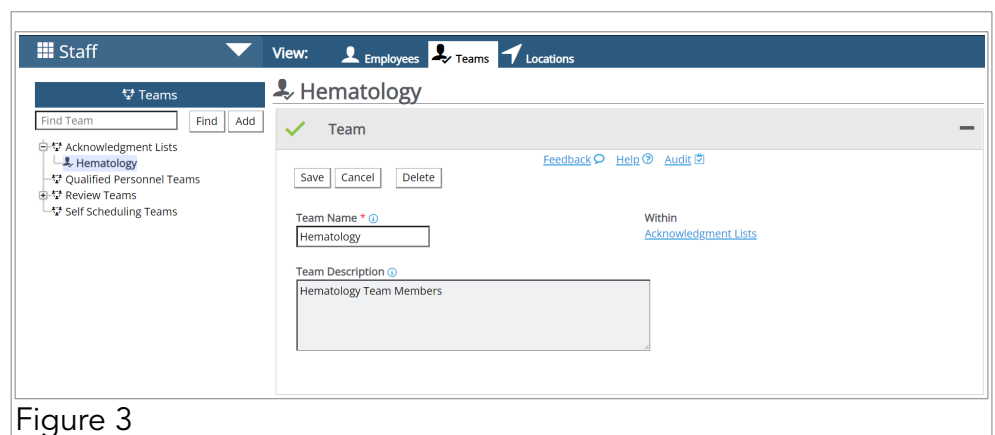 Staff View: Employees Teams Locations
Teams
Find Team Find Add
Acknowledgment Lists
Hematology
Qualified Personnel Teams
Review Teams
Self Scheduling Teams
Hematology
Team
Feedback Help Audit
Save Cancel Delete
Team Name * Within
Hematology Acknowledgment Lists
Team Description
Hematology Team Members
Figure 3